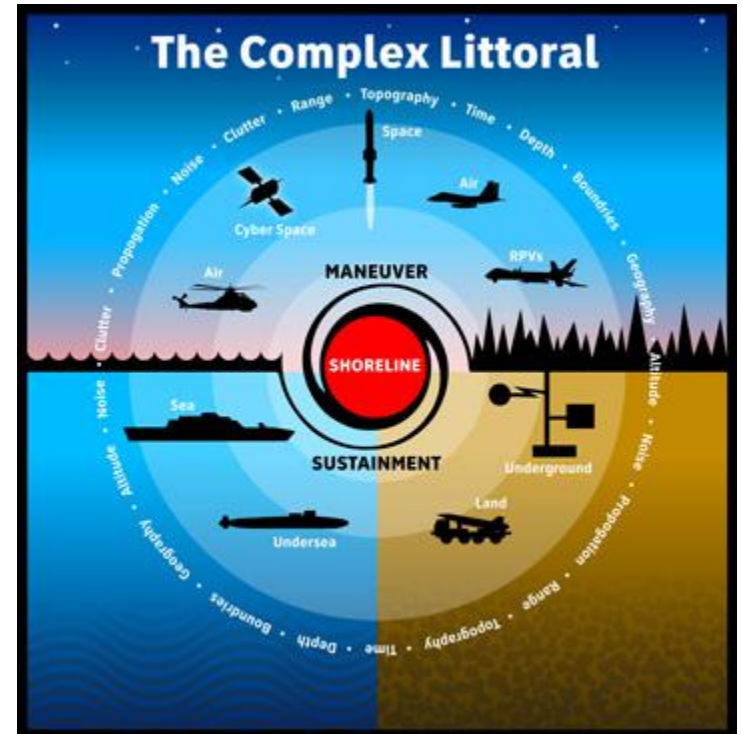 The Complex Littoral
Noise • Clutter • Propogation • Noise • Clutter • Range • Topography • Time • Depth • Boundries • Geography • Altitude • Noise • Propogation • Range • Topography • Time • Depth • Boundries • Geography • Altitude •
Space
Air
Cyber Space
RPVs
Air
MANEUVER
SHORELINE
Sea
SUSTAINMENT
Underground
Land
Undersea